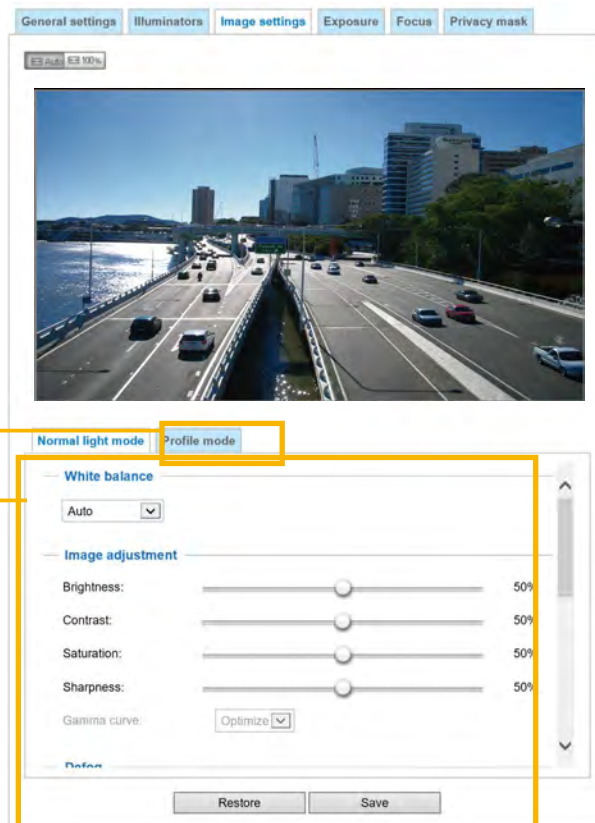 General settings Illuminators Image settings Exposure Focus Privacy mask
Auto 100%
Normal light mode Profile mode
White balance
Auto
Image adjustment
Brightness: 50%
Contrast: 50%
Saturation: 50%
Sharpness: 50%
Gamma curve: Optimize
Defog
Restore Save